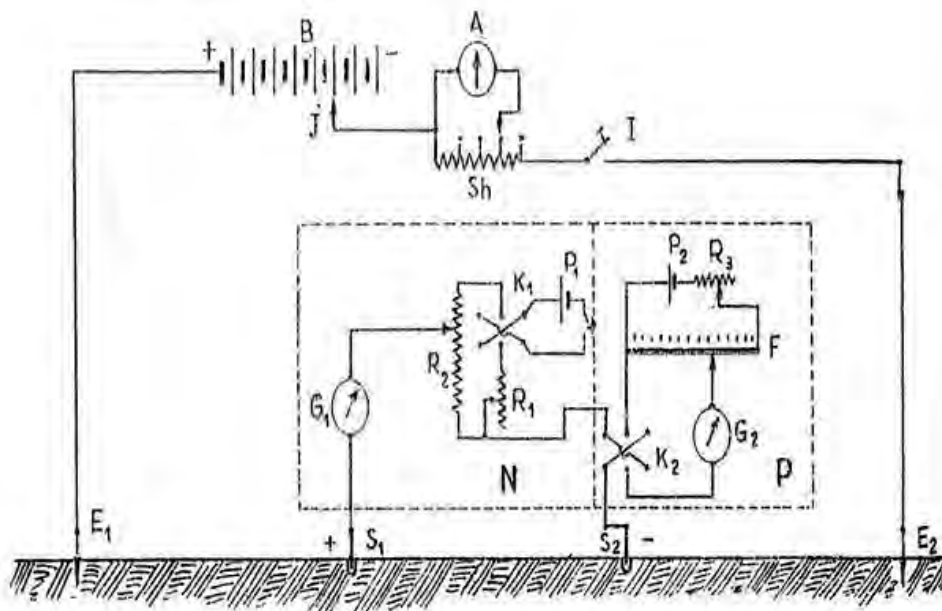 A
B
+
-
J
I
Sh
P₁
P₂
R₃
K₁
F
R₂
R₁
G₁
G₂
K₂
N
P
E₁
+ S₁
S₂ -
E₂